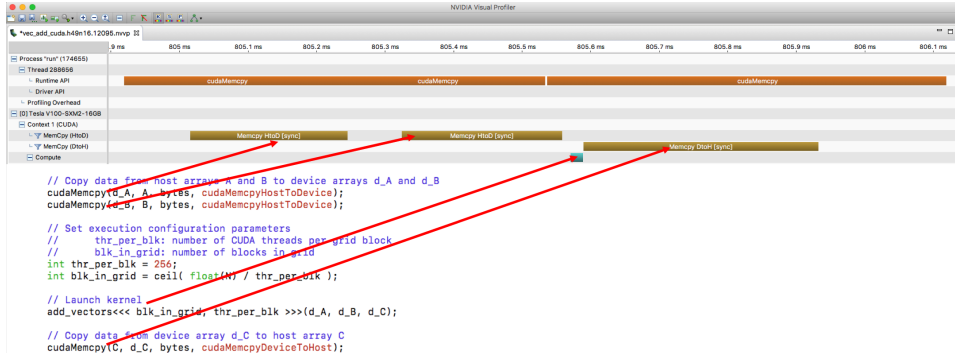 NVIDIA Visual Profiler
*vec_add_cuda.h49n16.12095.nvvp
.9 ms 805 ms 805.1 ms 805.2 ms 805.3 ms 805.4 ms 805.5 ms 805.6 ms 805.7 ms 805.8 ms 805.9 ms 806 ms 806.1 ms
Process "run" (174655)
Thread 288656
Runtime API cudaMemcpy cudaMemcpy cudaMemcpy
Driver API
Profiling Overhead
[0] Tesla V100-SXM2-16GB
Context 1 (CUDA)
MemCpy (HtoD) Memcpy HtoD [sync] Memcpy HtoD [sync]
MemCpy (DtoH) Memcpy DtoH [sync]
Compute
// Copy data from host arrays A and B to device arrays d_A and d_B
cudaMemcpy(d_A, A, bytes, cudaMemcpyHostToDevice);
cudaMemcpy(d_B, B, bytes, cudaMemcpyHostToDevice);
// Set execution configuration parameters
// thr_per_blk: number of CUDA threads per grid block
// blk_in_grid: number of blocks in grid
int thr_per_blk = 256;
int blk_in_grid = ceil( float(N) / thr_per_blk );
// Launch kernel
add_vectors<<< blk_in_grid, thr_per_blk >>>(d_A, d_B, d_C);
// Copy data from device array d_C to host array C
cudaMemcpy(C, d_C, bytes, cudaMemcpyDeviceToHost);